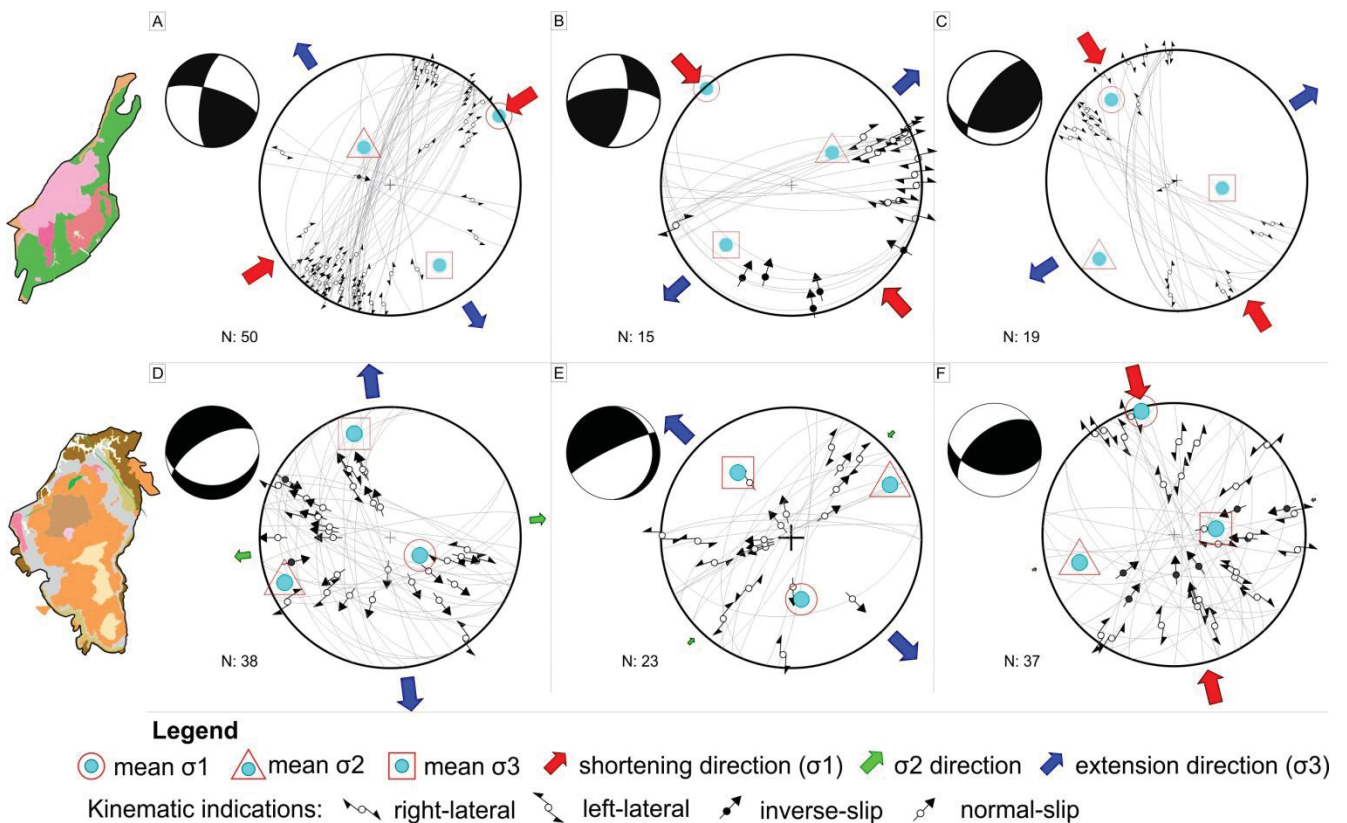 A
B
C
N: 50
N: 15
N: 19
D
E
F
N: 38
N: 23
N: 37
Legend
mean σ1 mean σ2 mean σ3 shortening direction (σ1) σ2 direction extension direction (σ3)
Kinematic indications: right-lateral left-lateral inverse-slip normal-slip